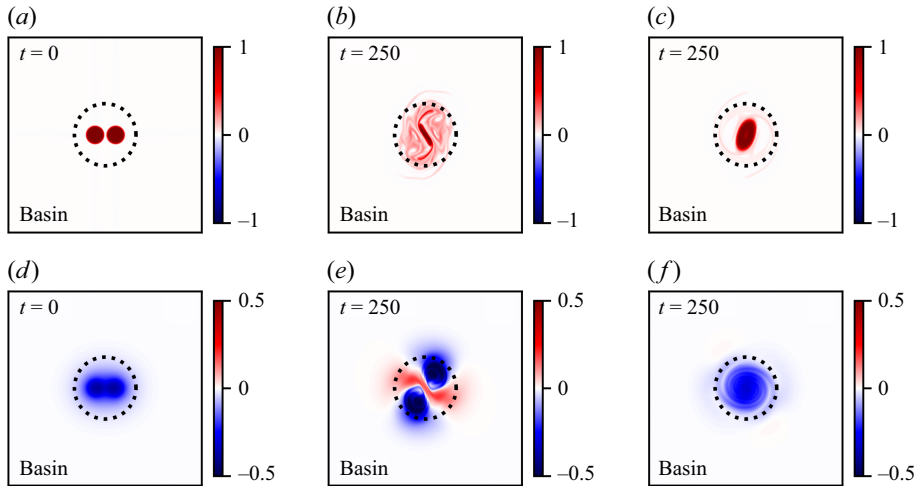 (a)
(b)
(c)
t = 0
t = 250
t = 250
1
1
1
0
0
0
Basin
Basin
Basin
–1
–1
–1
(d)
(e)
(f)
t = 0
t = 250
t = 250
0.5
0.5
0.5
0
0
0
Basin
Basin
Basin
–0.5
–0.5
–0.5